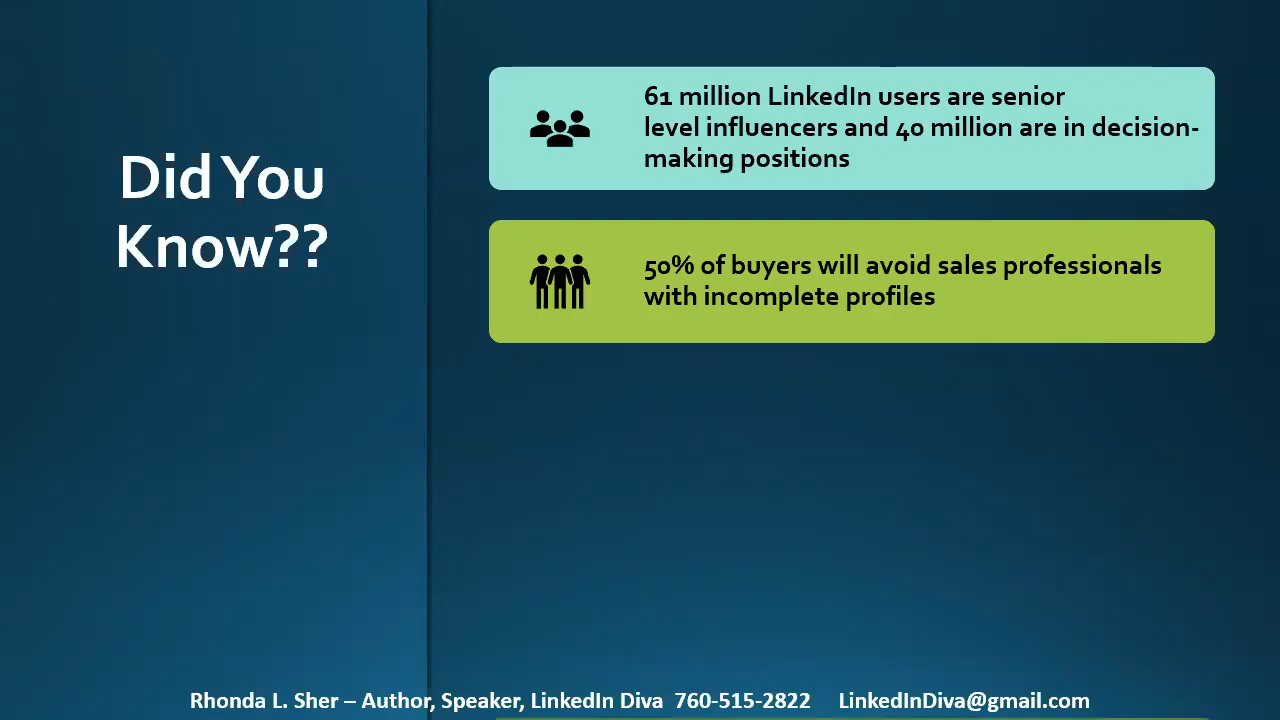 Did You
Know??
61 million LinkedIn users are senior
level influencers and 40 million are in decision-
making positions
50% of buyers will avoid sales professionals
with incomplete profiles
Rhonda L. Sher – Author, Speaker, LinkedIn Diva 760-515-2822 LinkedInDiva@gmail.com